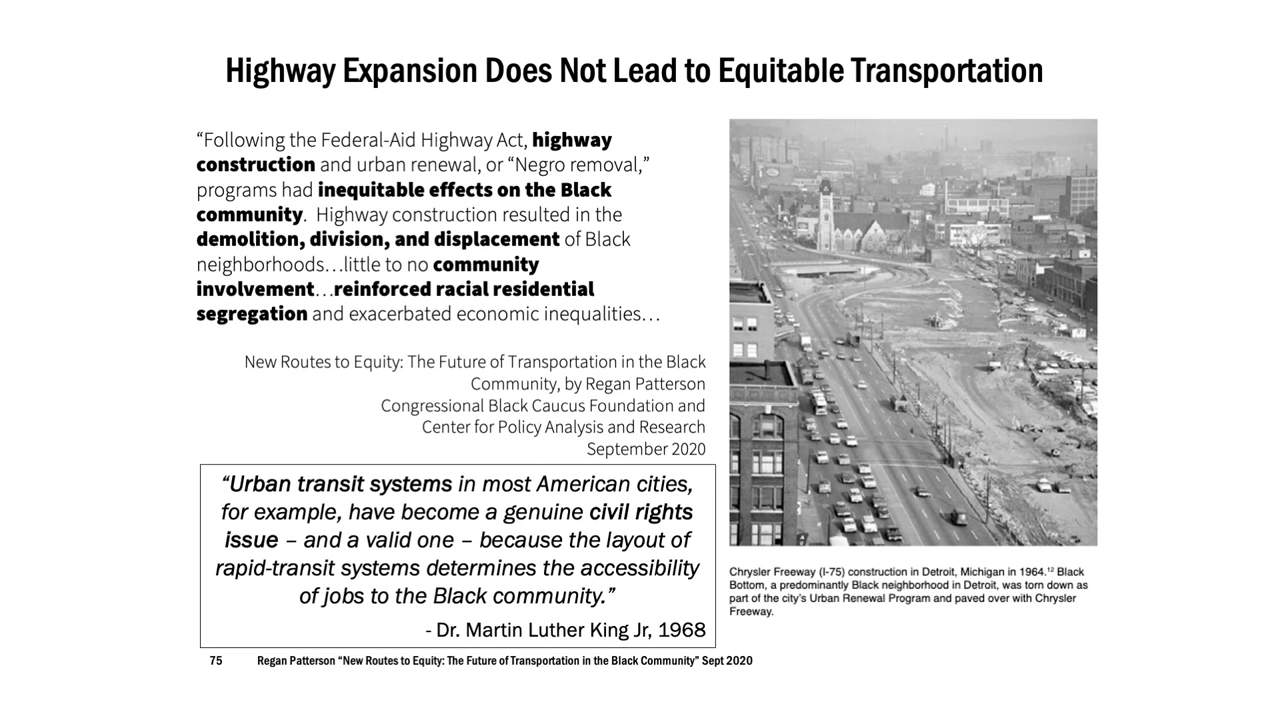 Highway Expansion Does Not Lead to Equitable Transportation
“Following the Federal-Aid Highway Act, highway
construction and urban renewal, or “Negro removal,”
programs had inequitable effects on the Black
community.  Highway construction resulted in the
demolition, division, and displacement of Black
neighborhoods…little to no community
involvement…reinforced racial residential
segregation and exacerbated economic inequalities…
New Routes to Equity: The Future of Transportation in the Black
Community, by Regan Patterson
Congressional Black Caucus Foundation and
Center for Policy Analysis and Research
September 2020
“Urban transit systems in most American cities,
for example, have become a genuine civil rights
issue – and a valid one – because the layout of
rapid-transit systems determines the accessibility
of jobs to the Black community.”
- Dr. Martin Luther King Jr, 1968
Chrysler Freeway (I-75) construction in Detroit, Michigan in 1964.¹² Black
Bottom, a predominantly Black neighborhood in Detroit, was torn down as
part of the city's Urban Renewal Program and paved over with Chrysler
Freeway.
75 Regan Patterson “New Routes to Equity: The Future of Transportation in the Black Community” Sept 2020